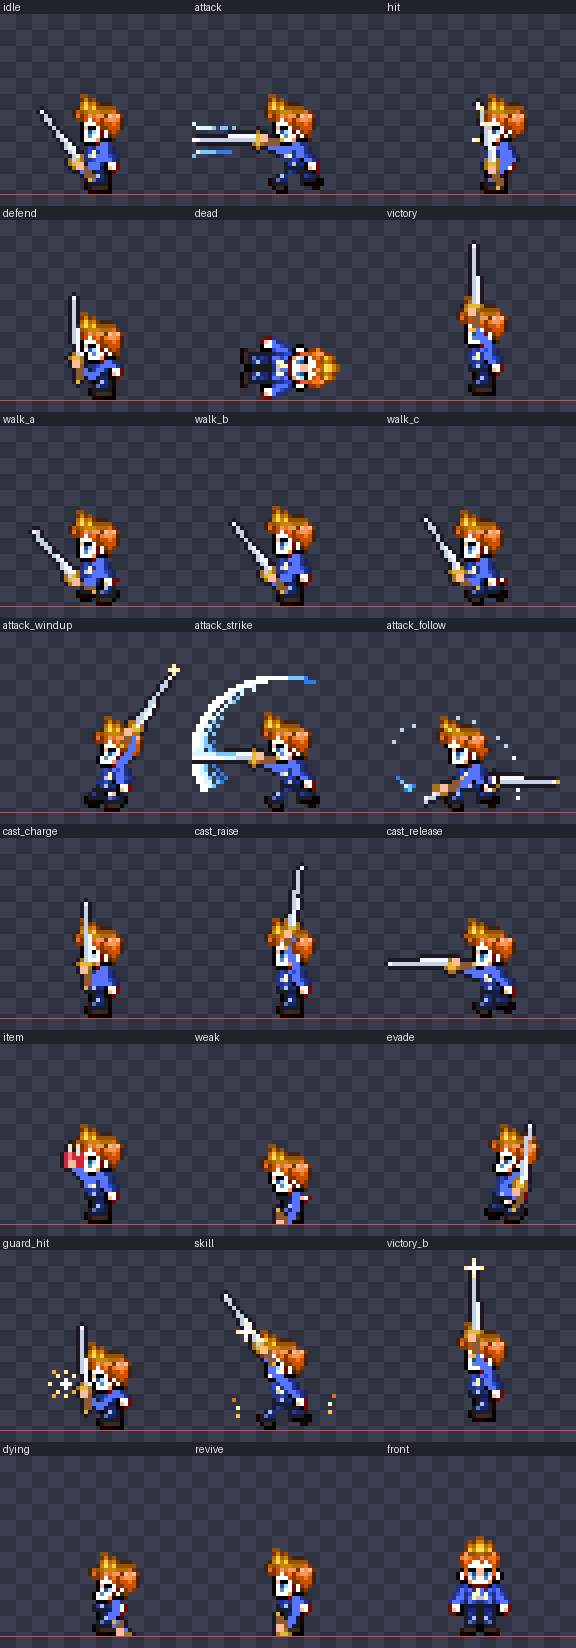 idle attack hit
defend dead victory
walk_a walk_b walk_c
attack_windup attack_strike attack_follow
cast_charge cast_raise cast_release
item weak evade
guard_hit skill victory_b
dying revive front